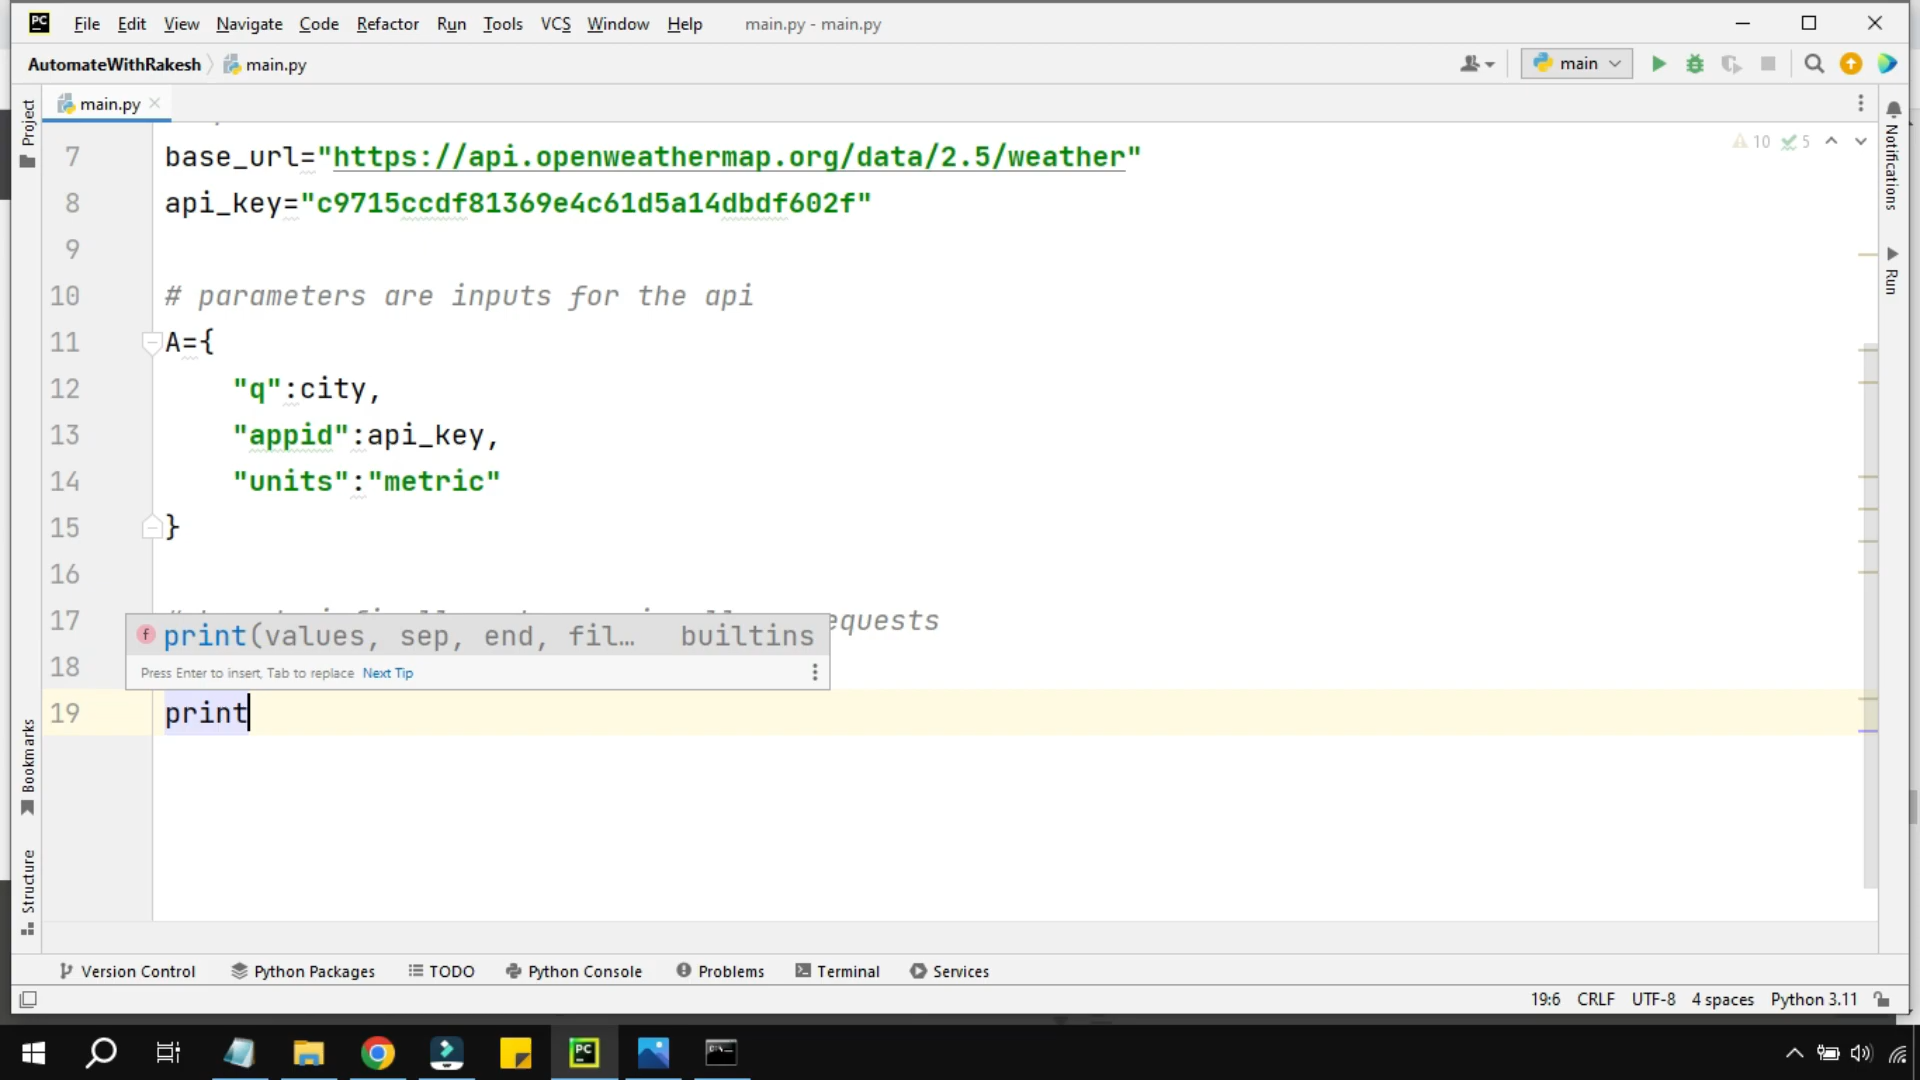 PC File Edit View Navigate Code Refactor Run Tools VCS Window Help main.py - main.py
AutomateWithRakesh main.py main
main.py
Project
10 5
7 base_url="https://api.openweathermap.org/data/2.5/weather"
8 api_key="c9715ccdf81369e4c61d5a14dbdf602f"
9
10 # parameters are inputs for the api
11 A={
12 "q":city,
13 "appid":api_key,
14 "units":"metric"
15 }
16
17 equests
print(values, sep, end, fil… builtins
18
Press Enter to insert, Tab to replace Next Tip
19 print
Notifications
Run
Bookmarks
Structure
Version Control Python Packages TODO Python Console Problems Terminal Services
19:6 CRLF UTF-8 4 spaces Python 3.11
PC